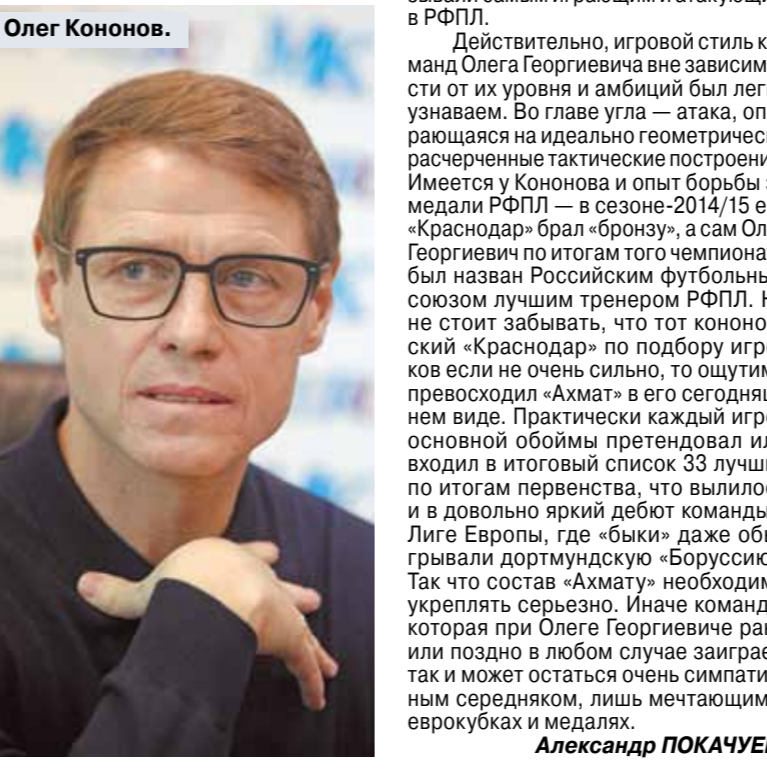 Олег Кононов.
в РФПЛ.
Действительно, игровой стиль к
манд Олега Георгиевича вне зависим
сти от их уровня и амбиций был лег
узнаваем. Во главе угла — атака, оп
рающаяся на идеально геометрическ
расчерченные тактические построени
Имеется у Кононова и опыт борьбы з
медали РФПЛ — в сезоне-2014/15 е
«Краснодар» брал «бронзу», а сам Ол
Георгиевич по итогам того чемпиона
был назван Российским футбольны
союзом лучшим тренером РФПЛ. Н
не стоит забывать, что тот кононо
ский «Краснодар» по подбору игро
ков если не очень сильно, то ощутим
превосходил «Ахмат» в его сегодняш
нем виде. Практически каждый игро
основной обоймы претендовал ил
входил в итоговый список 33 лучши
по итогам первенства, что вылилос
и в довольно яркий дебют команды
Лиге Европы, где «быки» даже обы
грывали дортмундскую «Боруссию
Так что состав «Ахмату» необходим
укреплять серьезно. Иначе команд
которая при Олеге Георгиевиче ран
или поздно в любом случае заиграе
так и может остаться очень симпати
ным середняком, лишь мечтающим
еврокубках и медалях.
Александр ПОКАЧУЕ